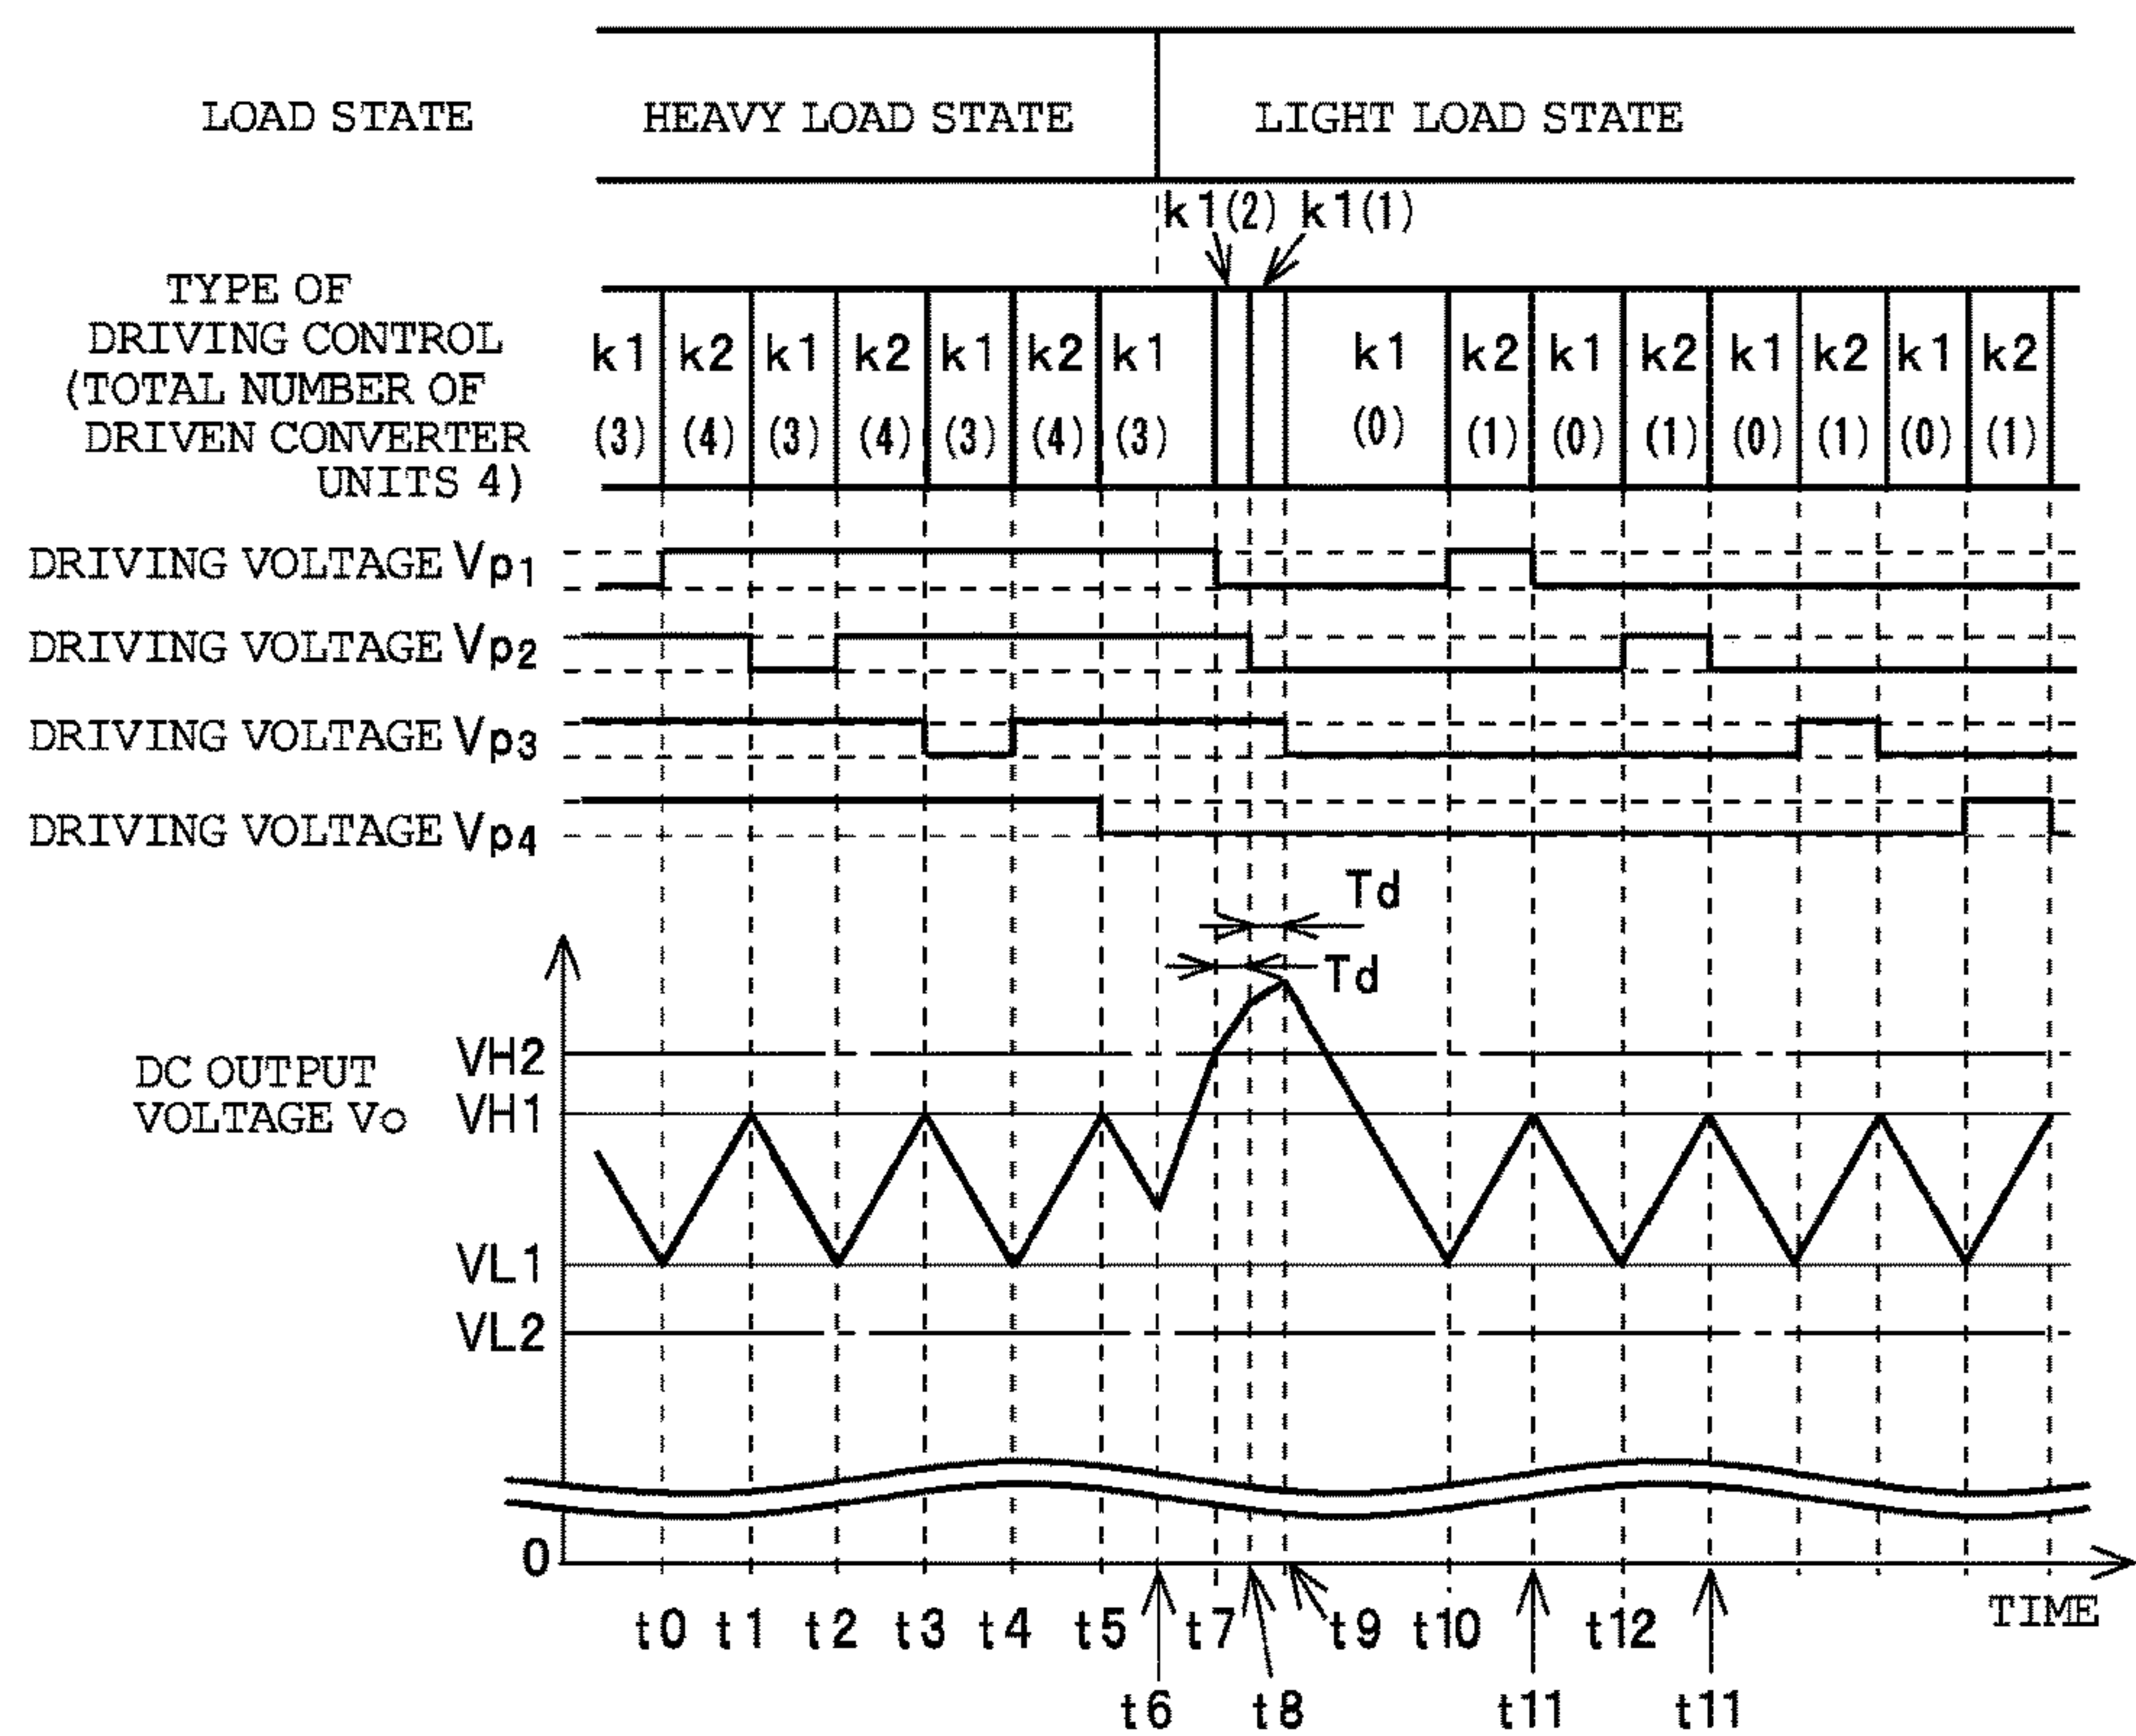 LOAD STATE HEAVY LOAD STATE LIGHT LOAD STATE
k1(2) k1(1)
TYPE OF
DRIVING CONTROL
(TOTAL NUMBER OF
DRIVEN CONVERTER
UNITS 4)
k1 k2 k1 k2 k1 k2 k1 k1 k2 k1 k2 k1 k2 k1 k2
(3) (4) (3) (4) (3) (4) (3) (0) (1) (0) (1) (0) (1) (0) (1)
DRIVING VOLTAGE Vp1
DRIVING VOLTAGE Vp2
DRIVING VOLTAGE Vp3
DRIVING VOLTAGE Vp4
Td
Td
DC OUTPUT
VOLTAGE Vo
VH2
VH1
VL1
VL2
0
TIME
t0 t1 t2 t3 t4 t5 t7 t9 t10 t12
t6 t8 t11 t11